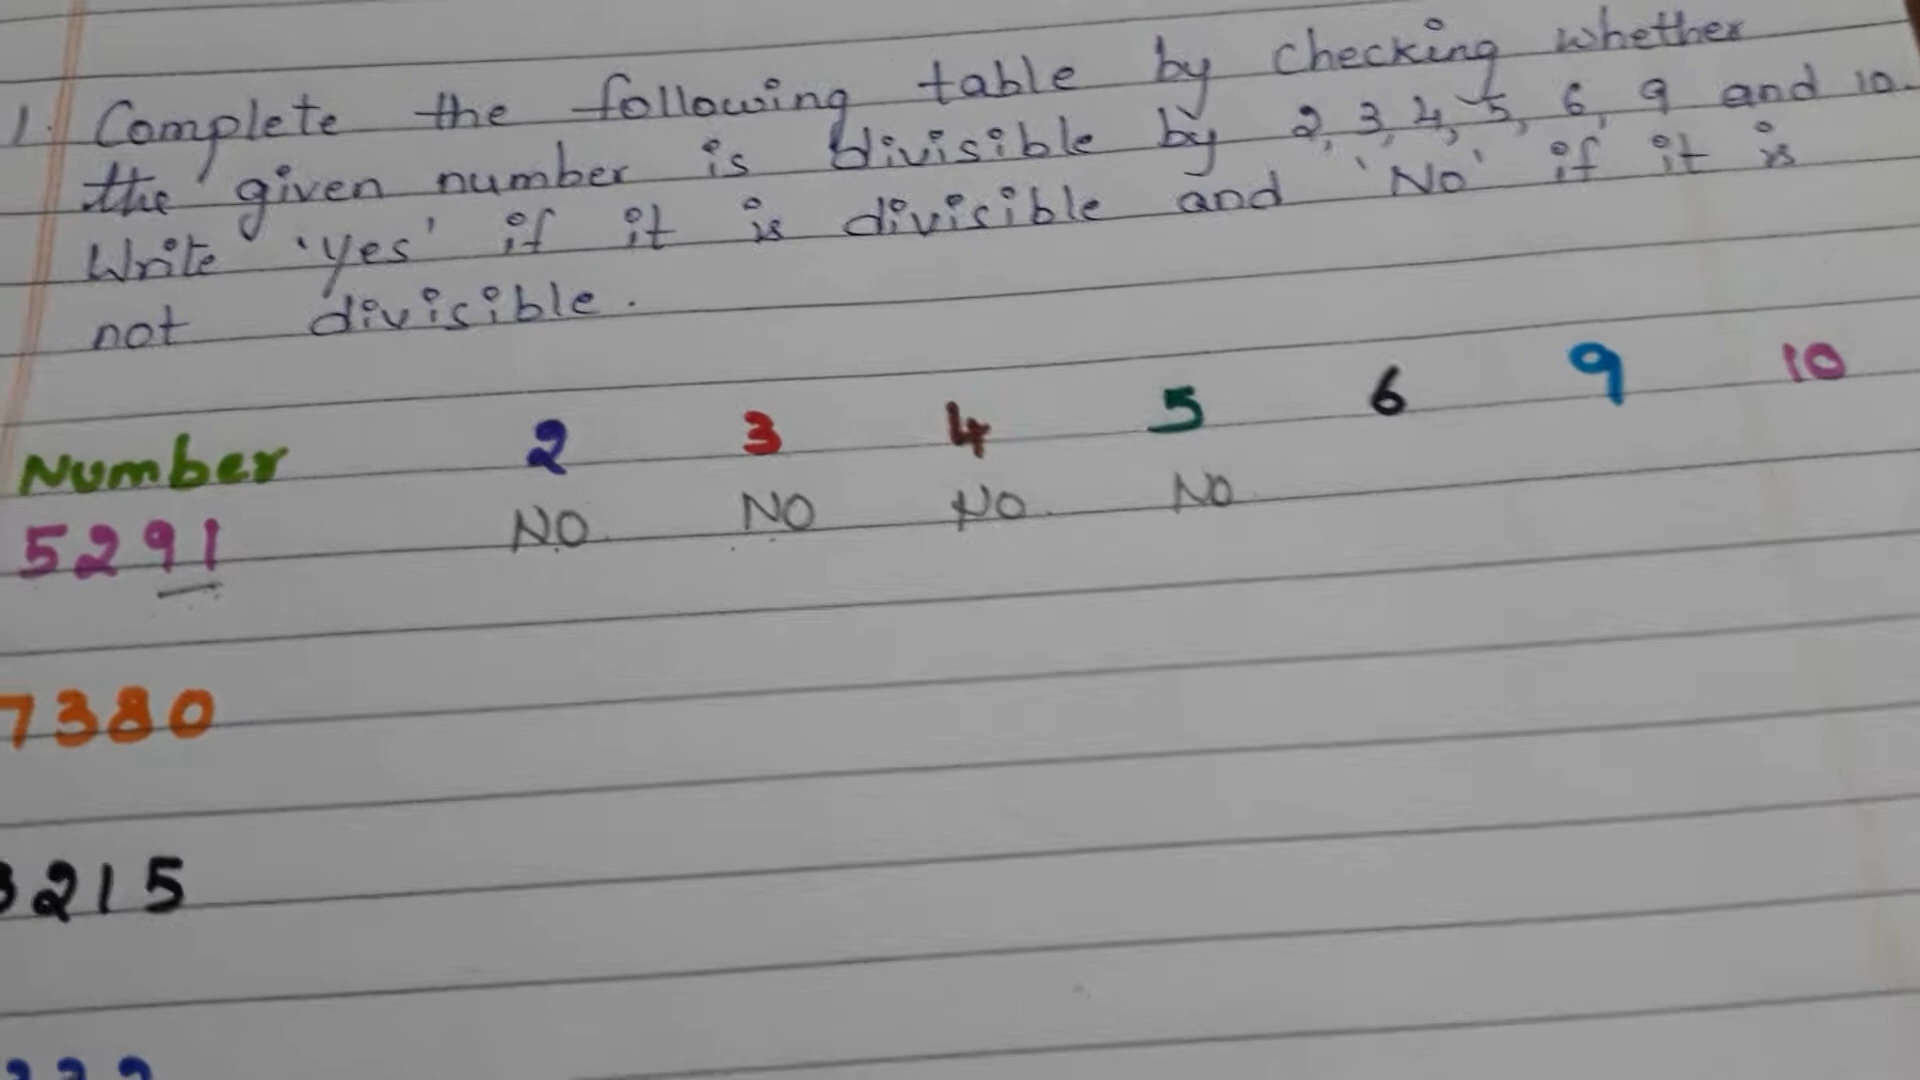 1. Complete the following table by checking whether
the given number is divisible by 2, 3, 4, 5, 6, 9 and 10.
Write 'yes' if it is divisible and 'No' if it is
not divisible.
Number 2 3 4 5 6 9 10
5291 NO NO NO NO
7380
3215